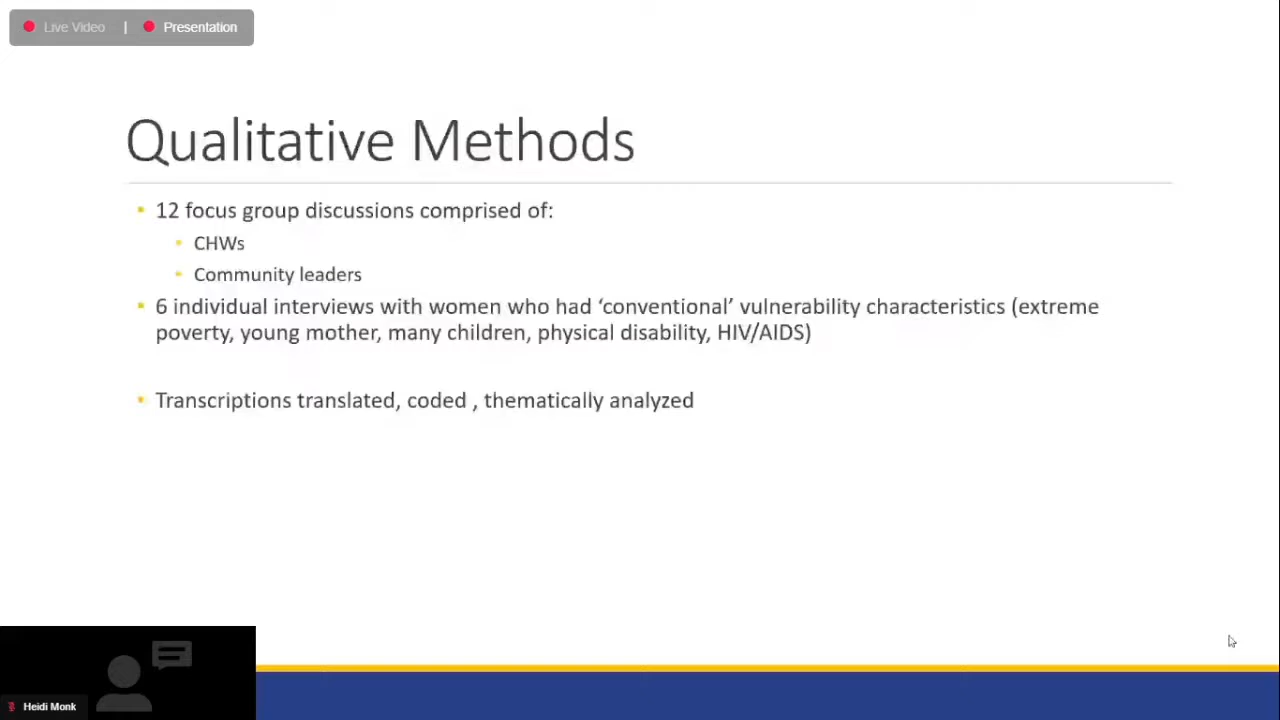 Live Video | Presentation
Qualitative Methods
• 12 focus group discussions comprised of:
• CHWs
• Community leaders
• 6 individual interviews with women who had ‘conventional’ vulnerability characteristics (extreme
poverty, young mother, many children, physical disability, HIV/AIDS)
• Transcriptions translated, coded , thematically analyzed
Heidi Monk